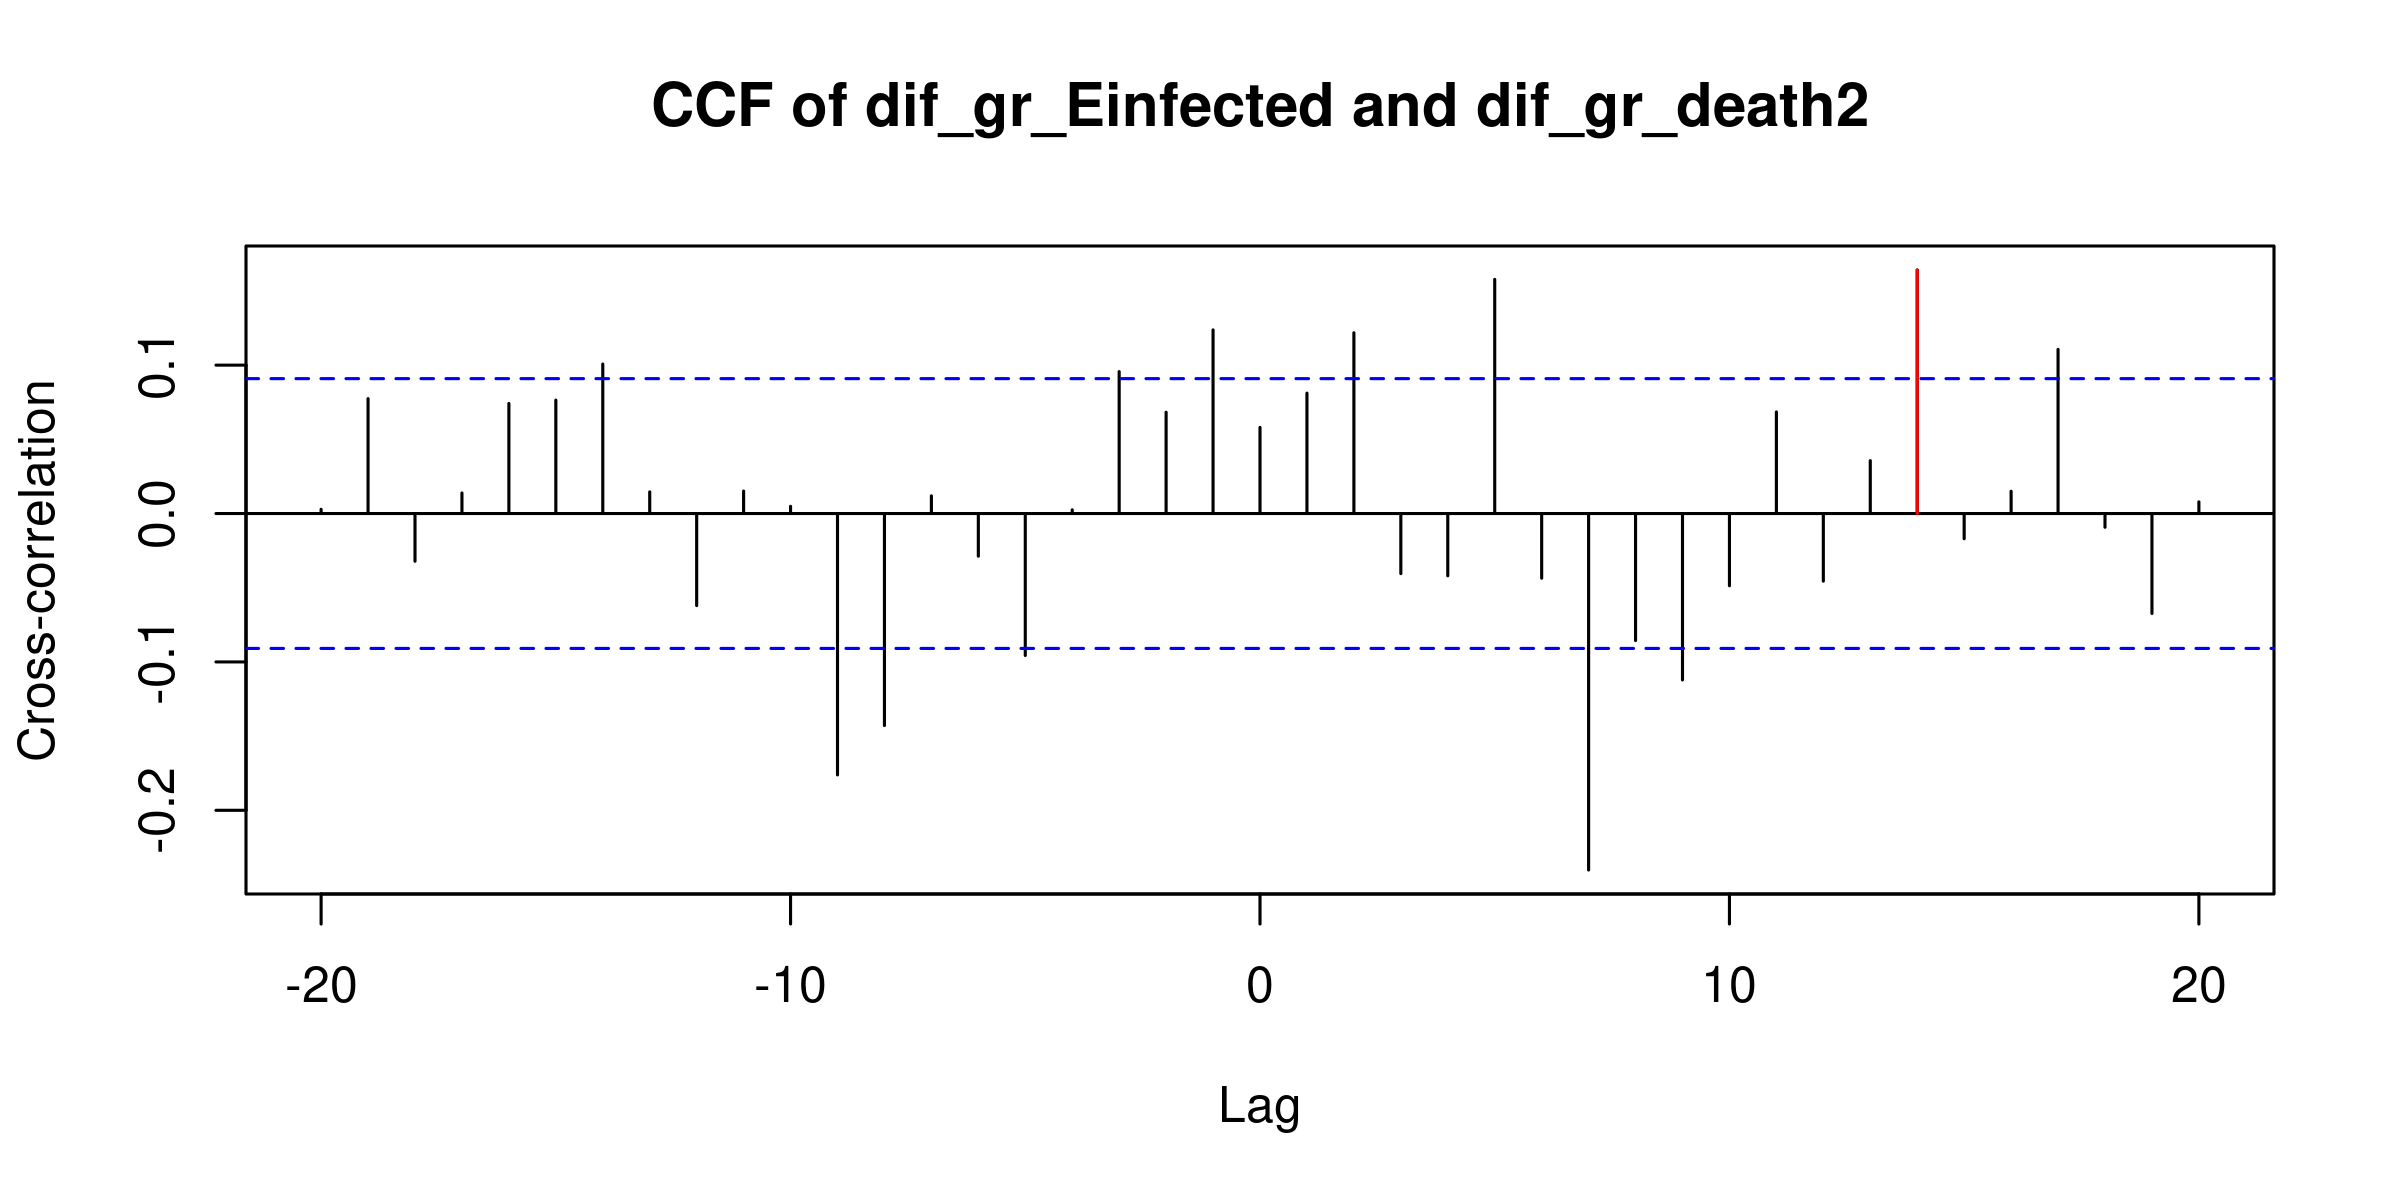 CCF of dif_gr_Einfected and dif_gr_death2
Cross-correlation
0.1
0.0
-0.1
-0.2
-20 -10 0 10 20
Lag